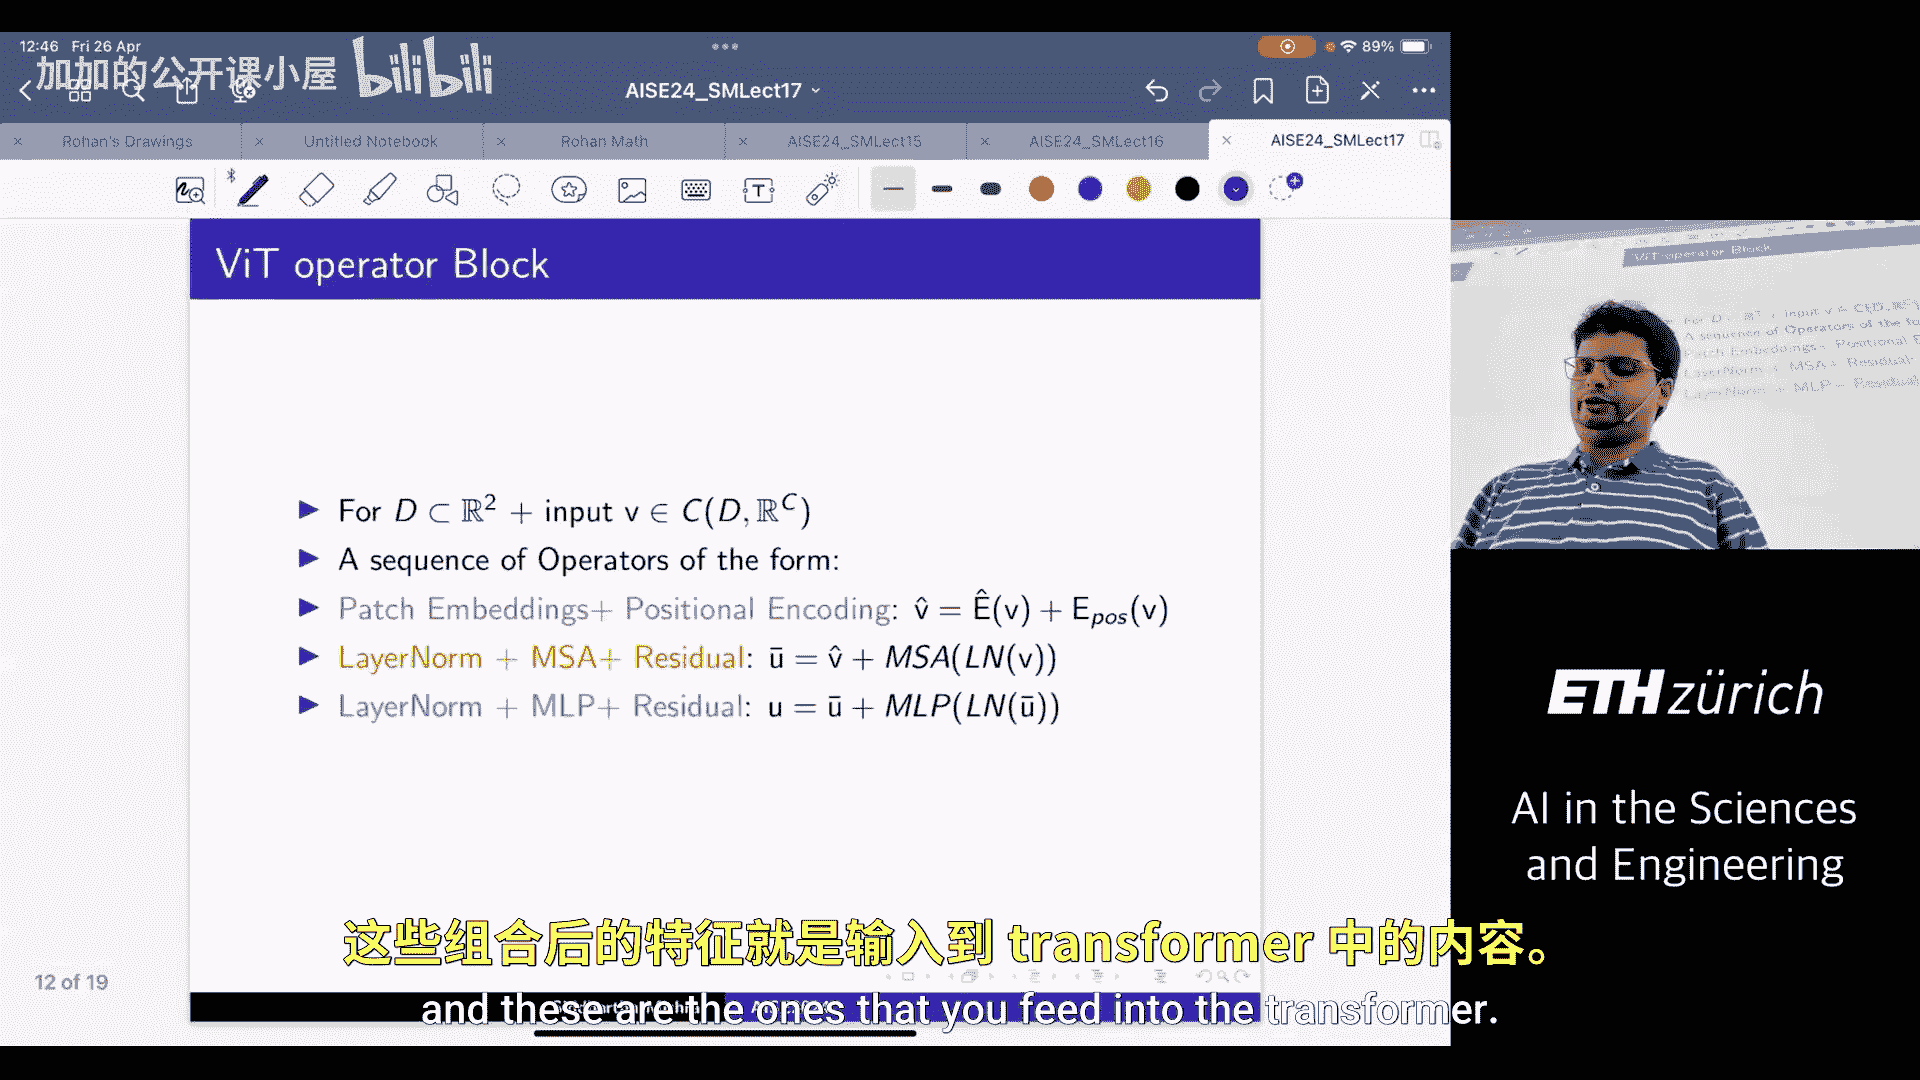 12:46 Fri 26 Apr
89%
加加的公开课小屋 bilibili
AISE24_SMLect17
Rohan's Drawings
Untitled Notebook
Rohan Math
AISE24_SMLect15
AISE24_SMLect16
AISE24_SMLect17
ViT operator Block
For D ⊂ ℝ² + input v ∈ C(D, ℝ^C)
A sequence of Operators of the form:
Patch Embeddings+ Positional Encoding: v̂ = Ê(v) + E_pos(v)
LayerNorm + MSA+ Residual: ū = v̂ + MSA(LN(v))
LayerNorm + MLP+ Residual: u = ū + MLP(LN(ū))
ViT operator Block
ETH zürich
AI in the Sciences
and Engineering
这些组合后的特征就是输入到 transformer 中的内容。
12 of 19
and these are the ones that you feed into the transformer.